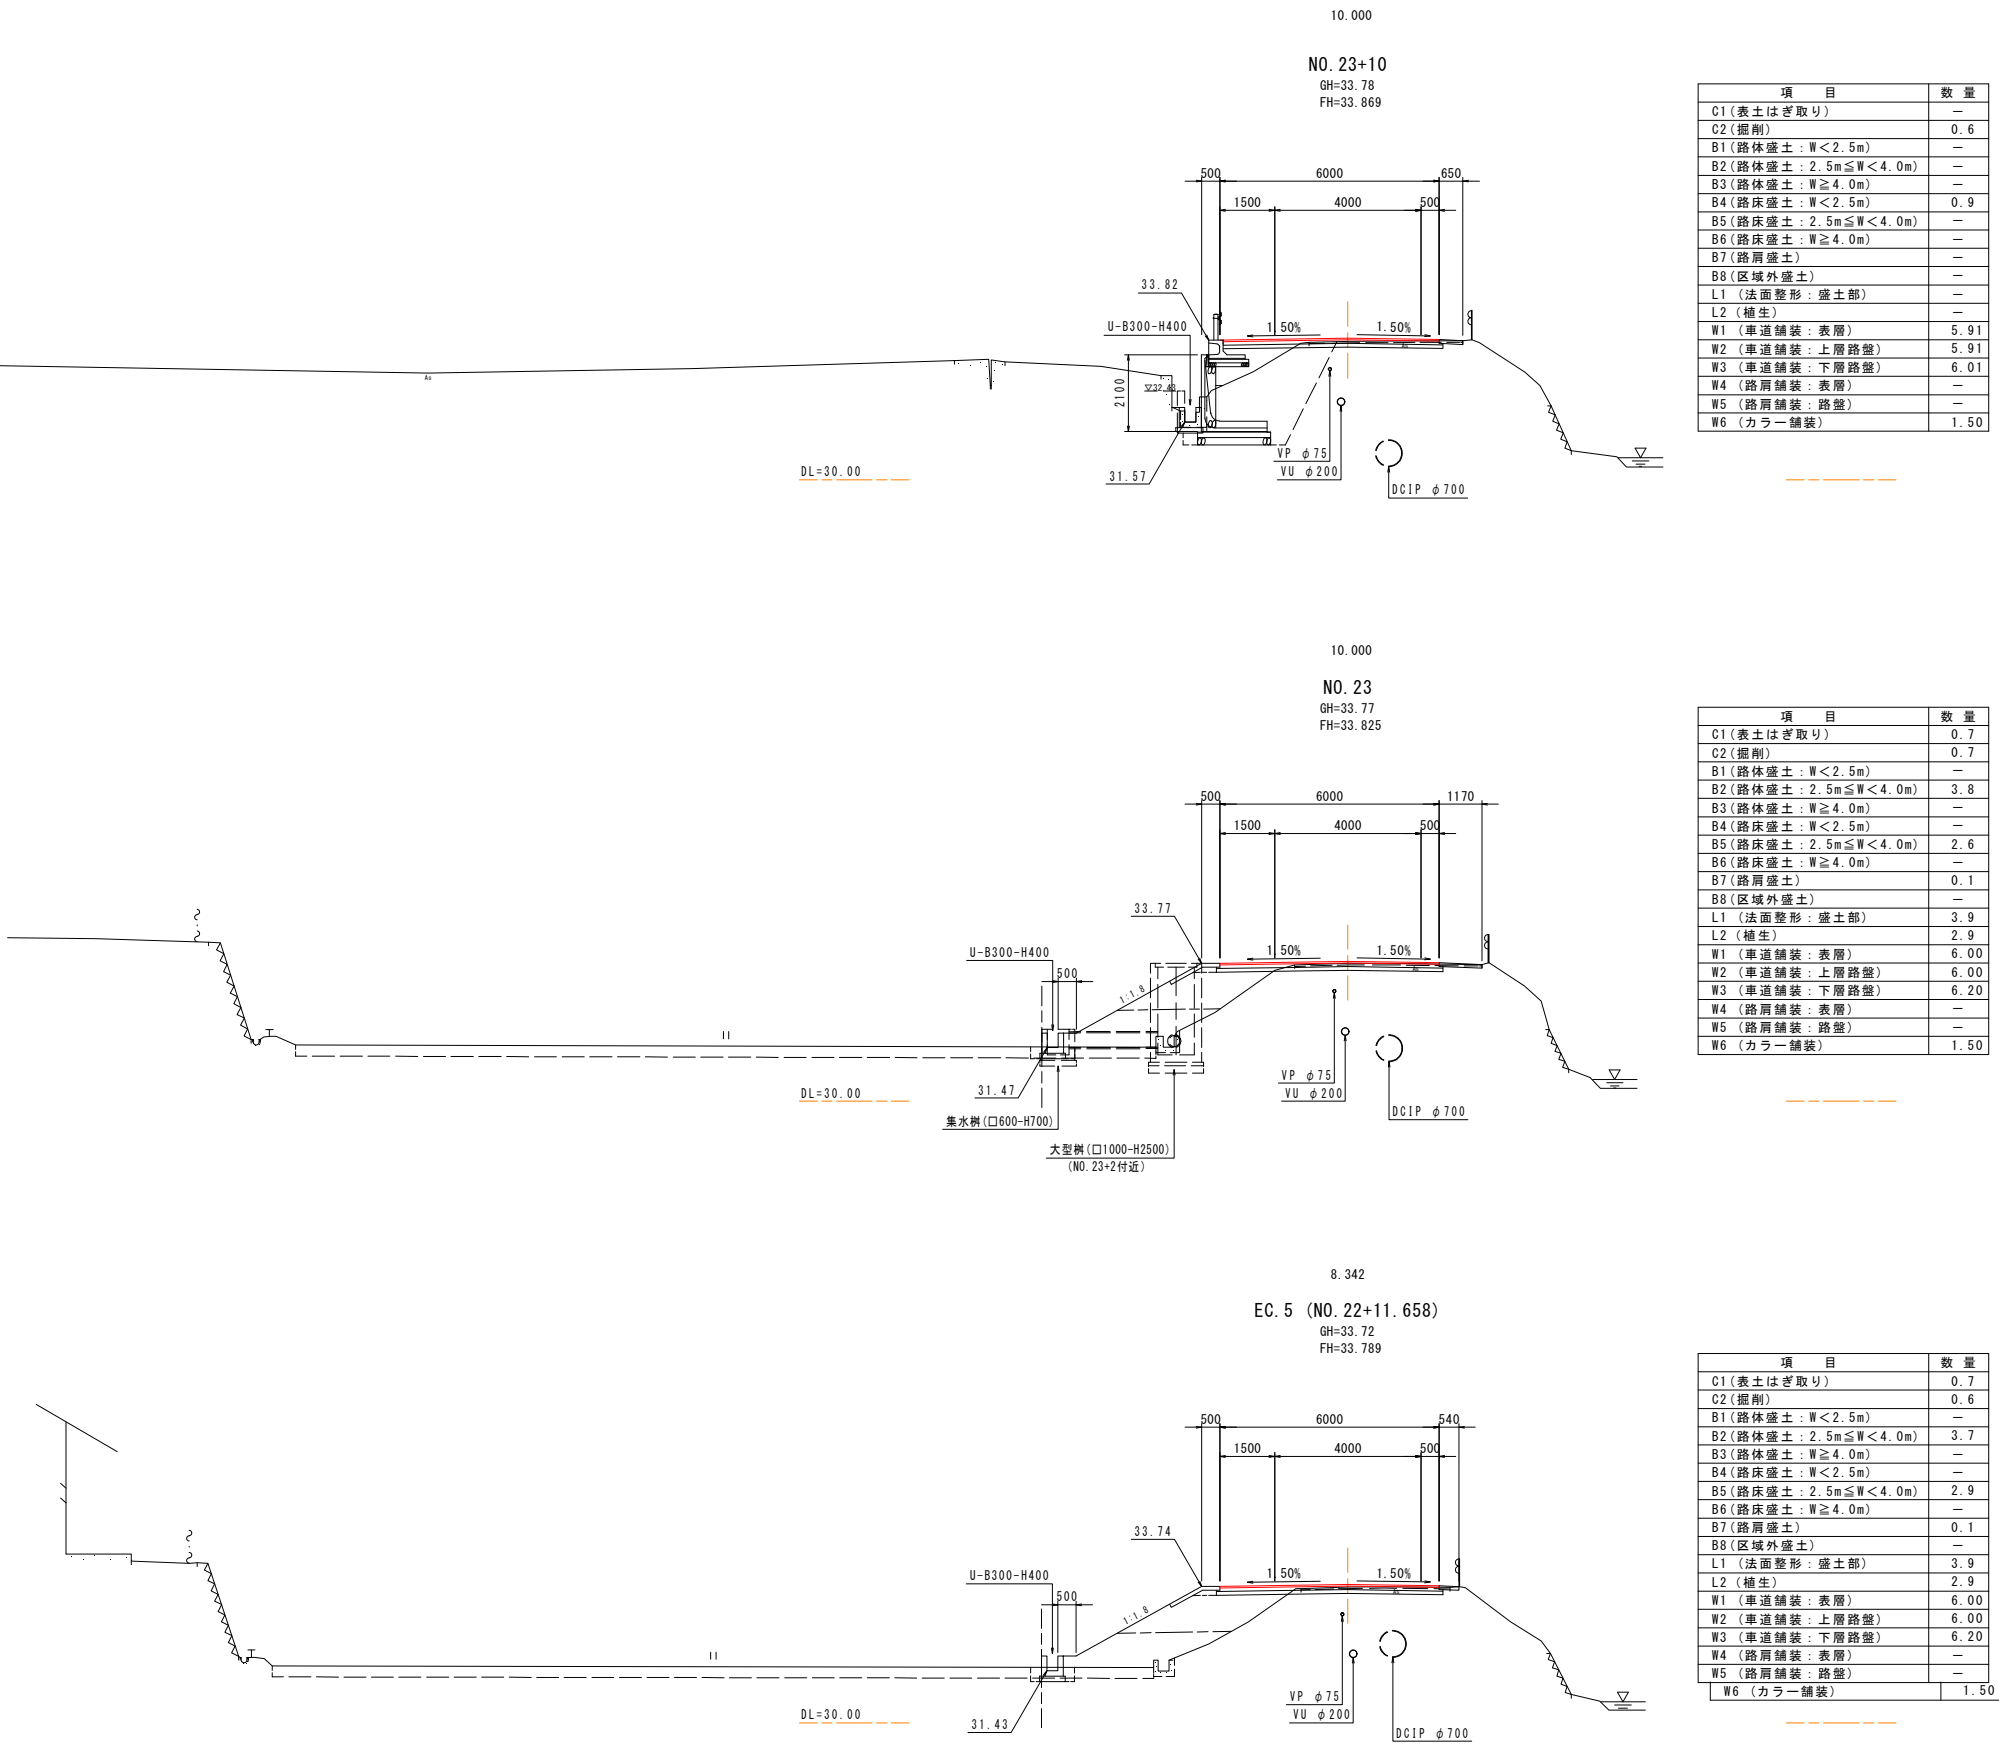 10.000
NO.23+10
GH=33.78
FH=33.869
項　目　数 量
C1(表土はぎ取り)　－
C2(掘削)　0.6
B1(路体盛土：W＜2.5m)　－
B2(路体盛土：2.5m≦W＜4.0m)　－
B3(路体盛土：W≧4.0m)　－
B4(路床盛土：W＜2.5m)　0.9
B5(路床盛土：2.5m≦W＜4.0m)　－
B6(路床盛土：W≧4.0m)　－
B7(路肩盛土)　－
B8(区域外盛土)　－
L1 (法面整形：盛土部)　－
L2 (植生)　－
W1 (車道舗装：表層)　5.91
W2 (車道舗装：上層路盤)　5.91
W3 (車道舗装：下層路盤)　6.01
W4 (路肩舗装：表層)　－
W5 (路肩舗装：路盤)　－
W6 (カラー舗装)　1.50
500 6000 650
1500 4000 500
33.82
U-B300-H400
1.50% 1.50%
As
As
2100
▽32.43
VP φ75
VU φ200
DL=30.00
31.57
DCIP φ700
10.000
NO.23
GH=33.77
FH=33.825
項　目　数 量
C1(表土はぎ取り)　0.7
C2(掘削)　0.7
B1(路体盛土：W＜2.5m)　－
B2(路体盛土：2.5m≦W＜4.0m)　3.8
B3(路体盛土：W≧4.0m)　－
B4(路床盛土：W＜2.5m)　－
B5(路床盛土：2.5m≦W＜4.0m)　2.6
B6(路床盛土：W≧4.0m)　－
B7(路肩盛土)　0.1
B8(区域外盛土)　－
L1 (法面整形：盛土部)　3.9
L2 (植生)　2.9
W1 (車道舗装：表層)　6.00
W2 (車道舗装：上層路盤)　6.00
W3 (車道舗装：下層路盤)　6.20
W4 (路肩舗装：表層)　－
W5 (路肩舗装：路盤)　－
W6 (カラー舗装)　1.50
500 6000 1170
1500 4000 500
33.77
U-B300-H400
500
1.50% 1.50%
As
1:1.8
VP φ75
VU φ200
DL=30.00
31.47
DCIP φ700
集水桝(□600-H700)
大型桝(□1000-H2500)
(NO.23+2付近)
8.342
EC.5 (NO.22+11.658)
GH=33.72
FH=33.789
項　目　数 量
C1(表土はぎ取り)　0.7
C2(掘削)　0.6
B1(路体盛土：W＜2.5m)　－
B2(路体盛土：2.5m≦W＜4.0m)　3.7
B3(路体盛土：W≧4.0m)　－
B4(路床盛土：W＜2.5m)　－
B5(路床盛土：2.5m≦W＜4.0m)　2.9
B6(路床盛土：W≧4.0m)　－
B7(路肩盛土)　0.1
B8(区域外盛土)　－
L1 (法面整形：盛土部)　3.9
L2 (植生)　2.9
W1 (車道舗装：表層)　6.00
W2 (車道舗装：上層路盤)　6.00
W3 (車道舗装：下層路盤)　6.20
W4 (路肩舗装：表層)　－
W5 (路肩舗装：路盤)　－
W6 (カラー舗装)　1.50
500 6000 540
1500 4000 500
33.74
U-B300-H400
500
1.50% 1.50%
As
1:1.8
VP φ75
VU φ200
DL=30.00
31.43
DCIP φ700